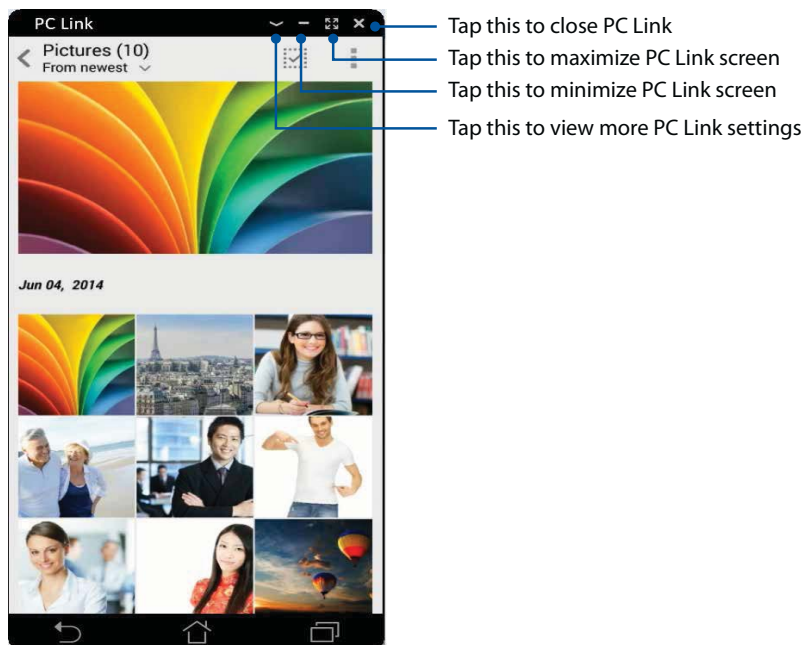 PC Link
Pictures (10)
From newest
Jun 04, 2014
Tap this to close PC Link
Tap this to maximize PC Link screen
Tap this to minimize PC Link screen
Tap this to view more PC Link settings